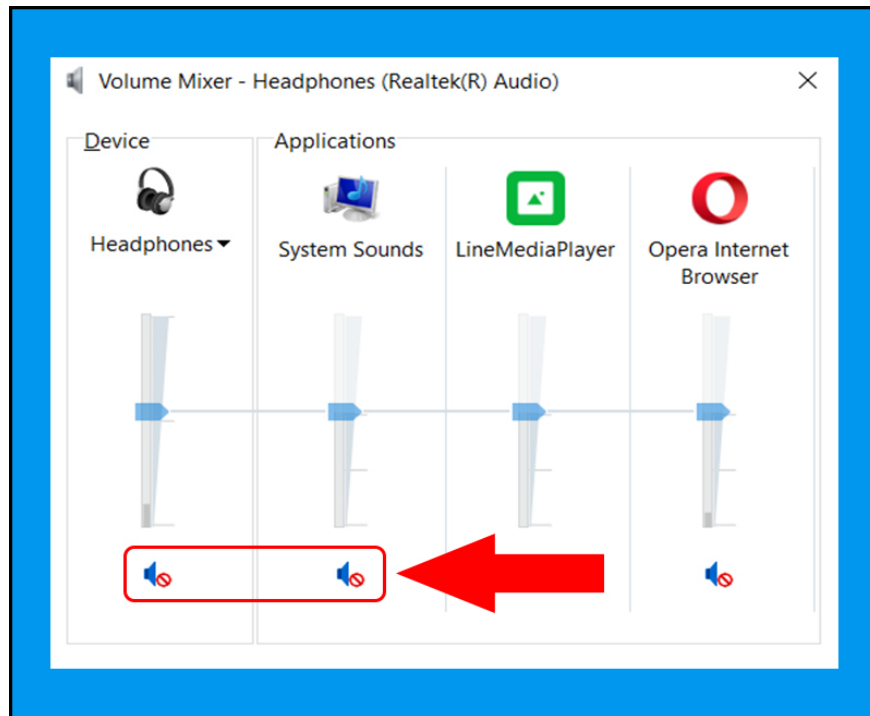 Volume Mixer - Headphones (Realtek(R) Audio)
Device
Applications
Headphones
System Sounds
LineMediaPlayer
Opera Internet
Browser